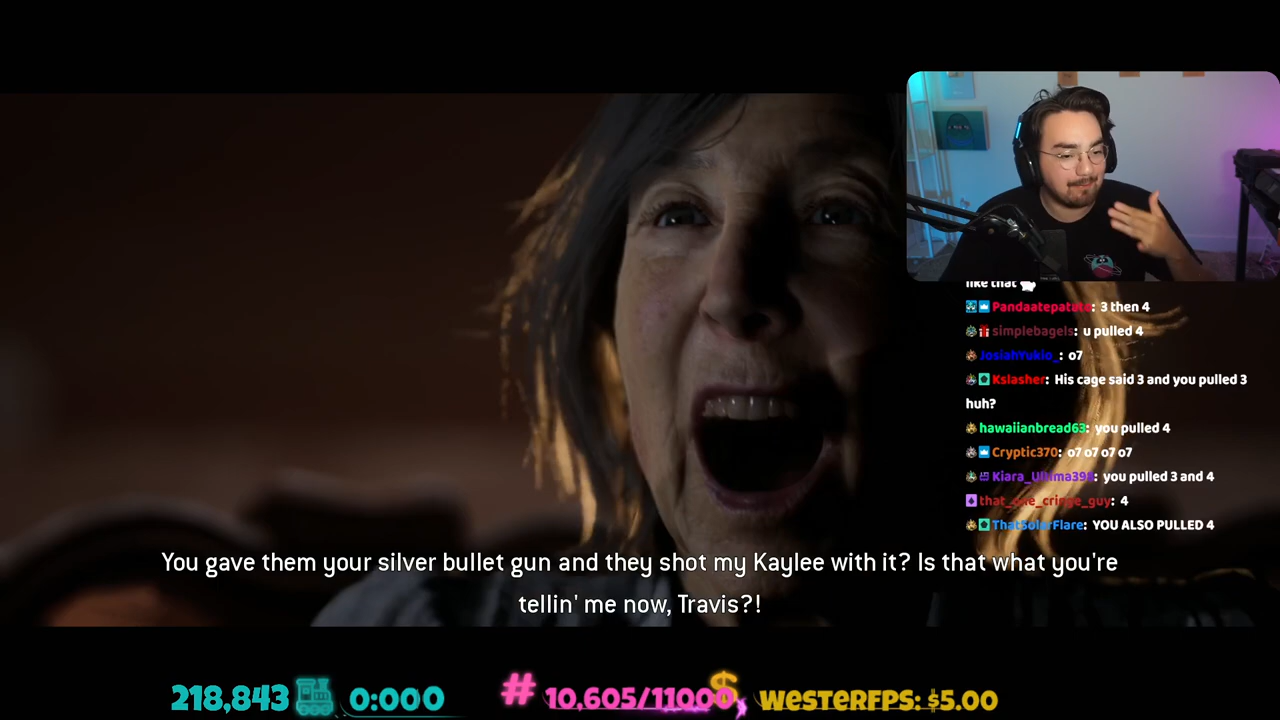 like that
Pandaatepatuto: 3 then 4
simplebagels: u pulled 4
JosiahYukio_: o7
Kslasher: His cage said 3 and you pulled 3
huh?
hawaiianbread63: you pulled 4
Cryptic370: o7 o7 o7 o7
you pulled 3 and 4
that_one_cringe_guy: 4
ThatSolarFlare: YOU ALSO PULLED 4
You gave them your silver bullet gun and they shot my Kaylee with it? Is that what you're
tellin' me now, Travis?!
218,843 0:000 # 10,605/11000 $ WESTERFPS: $5.00